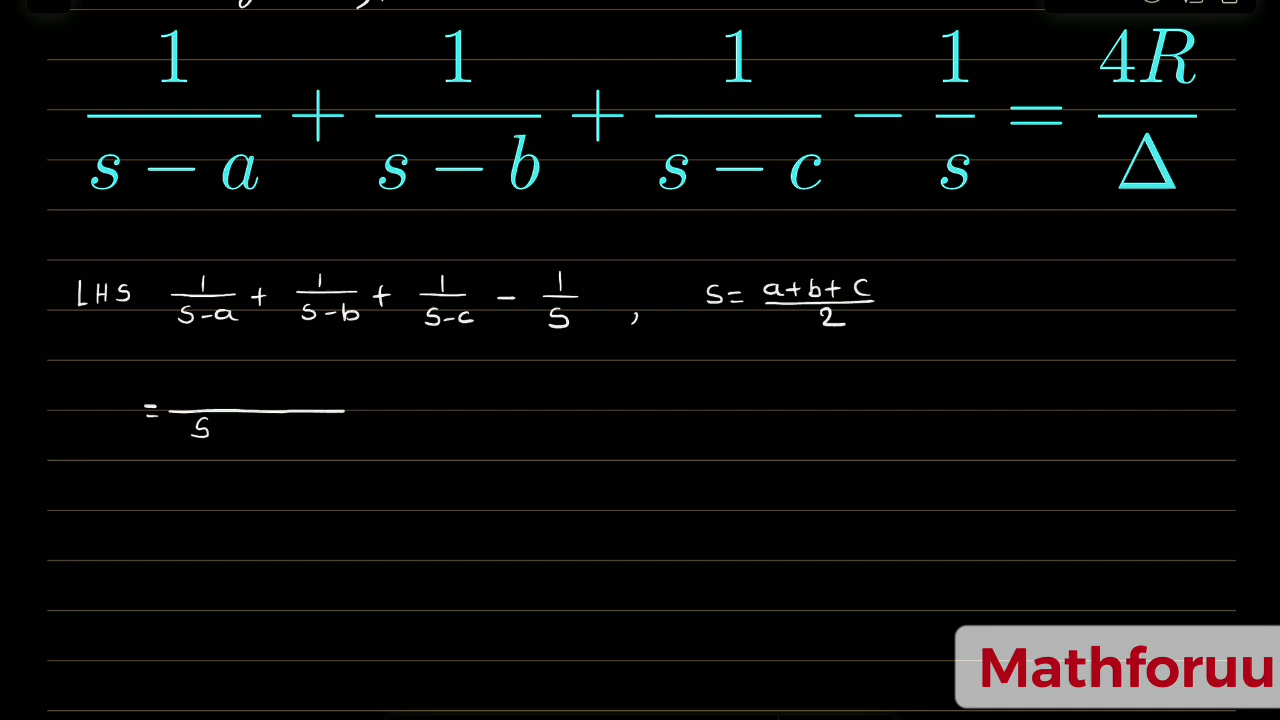 1/(s − a) + 1/(s − b) + 1/(s − c) − 1/s = 4R/Δ
LHS 1/(s-a) + 1/(s-b) + 1/(s-c) - 1/s , s= (a+b+c)/2
= /s
Mathforuu